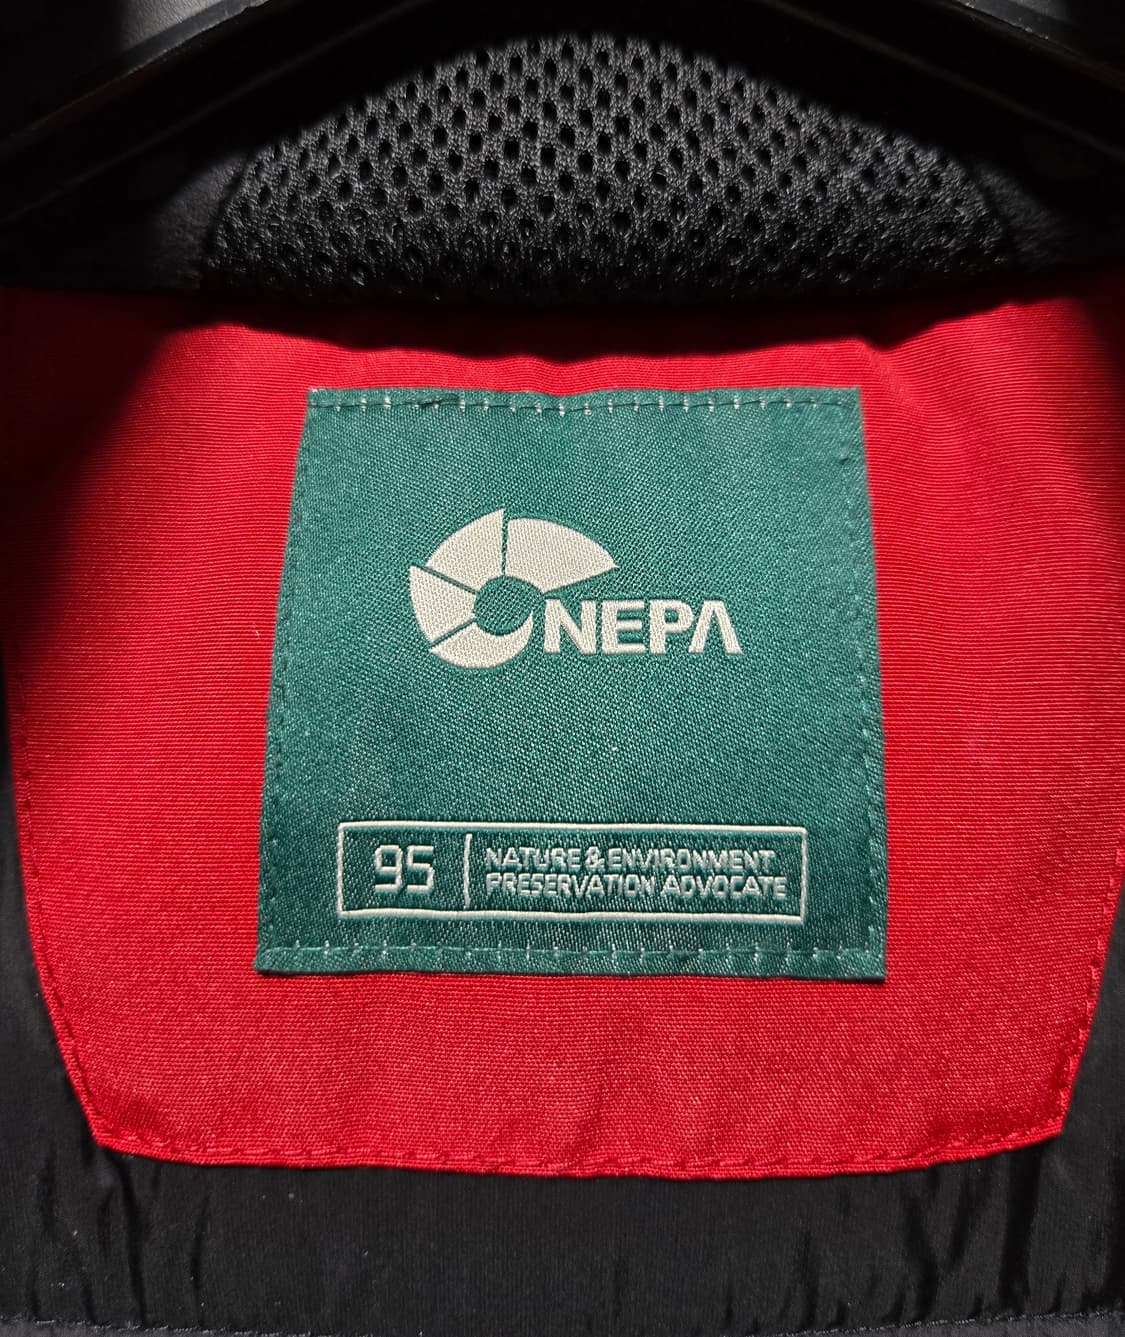 NEPA
95
NATURE & ENVIRONMENT
PRESERVATION ADVOCATE